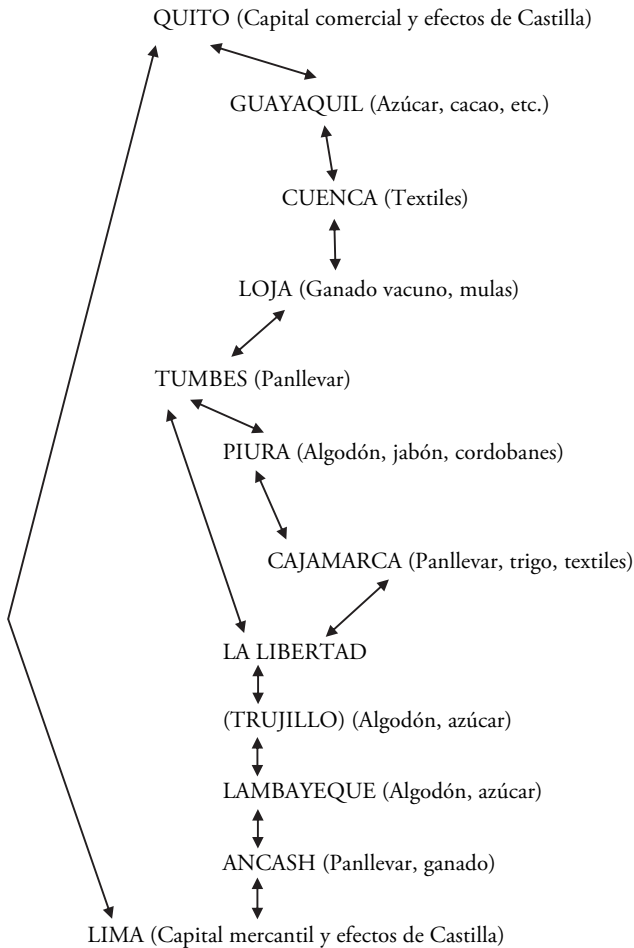 QUITO (Capital comercial y efectos de Castilla)
GUAYAQUIL (Azúcar, cacao, etc.)
CUENCA (Textiles)
LOJA (Ganado vacuno, mulas)
TUMBES (Panllevar)
PIURA (Algodón, jabón, cordobanes)
CAJAMARCA (Panllevar, trigo, textiles)
LA LIBERTAD
(TRUJILLO) (Algodón, azúcar)
LAMBAYEQUE (Algodón, azúcar)
ANCASH (Panllevar, ganado)
LIMA (Capital mercantil y efectos de Castilla)